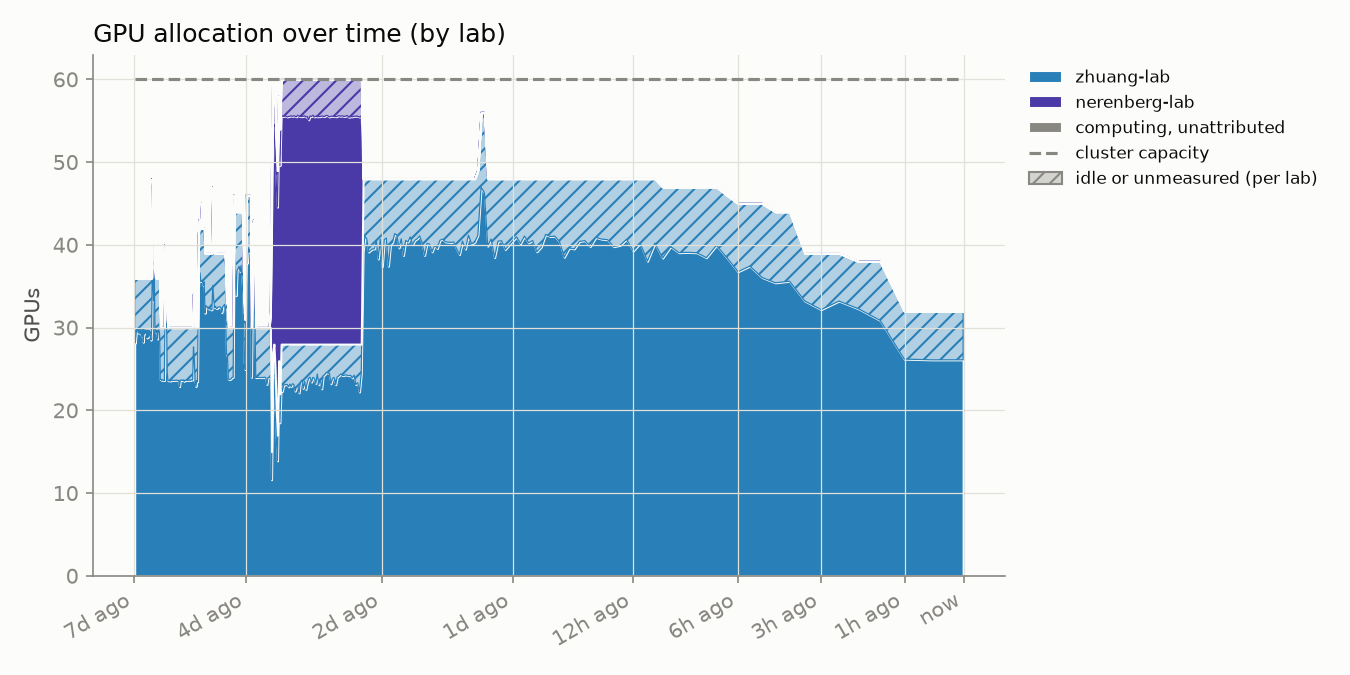 GPU allocation over time (by lab)
GPUs
60
50
40
30
20
10
0
7d ago
4d ago
2d ago
1d ago
12h ago
6h ago
3h ago
1h ago
now
zhuang-lab
nerenberg-lab
computing, unattributed
cluster capacity
idle or unmeasured (per lab)